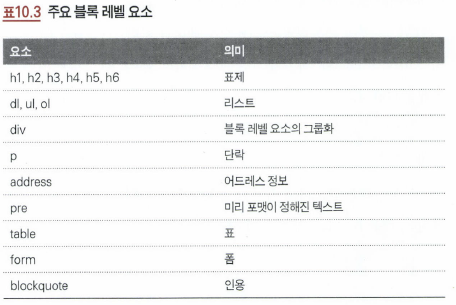 표10.3 주요 블록 레벨 요소
요소 의미
h1, h2, h3, h4, h5, h6 표제
dl, ul, ol 리스트
div 블록 레벨 요소의 그룹화
p 단락
address 어드레스 정보
pre 미리 포맷이 정해진 텍스트
table 표
form 폼
blockquote 인용